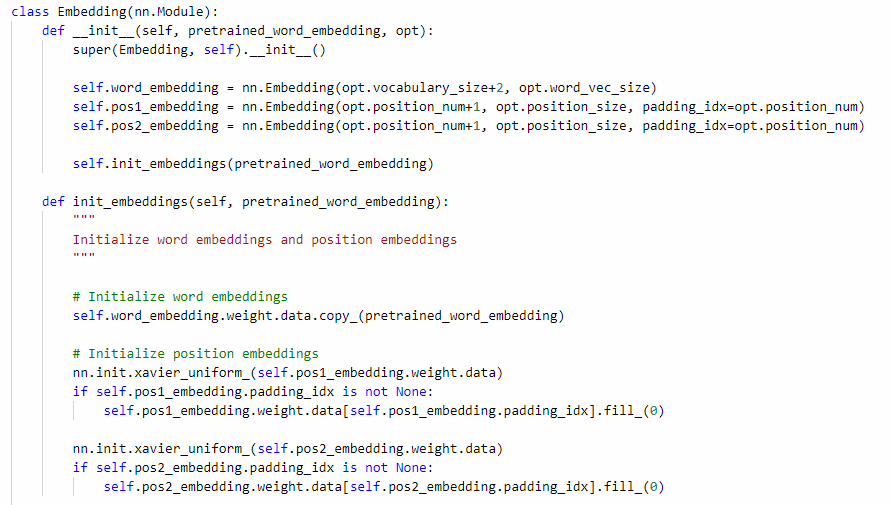 class Embedding(nn.Module):
    def __init__(self, pretrained_word_embedding, opt):
        super(Embedding, self).__init__()

        self.word_embedding = nn.Embedding(opt.vocabulary_size+2, opt.word_vec_size)
        self.pos1_embedding = nn.Embedding(opt.position_num+1, opt.position_size, padding_idx=opt.position_num)
        self.pos2_embedding = nn.Embedding(opt.position_num+1, opt.position_size, padding_idx=opt.position_num)

        self.init_embeddings(pretrained_word_embedding)

    def init_embeddings(self, pretrained_word_embedding):
        """
        Initialize word embeddings and position embeddings
        """

        # Initialize word embeddings
        self.word_embedding.weight.data.copy_(pretrained_word_embedding)

        # Initialize position embeddings
        nn.init.xavier_uniform_(self.pos1_embedding.weight.data)
        if self.pos1_embedding.padding_idx is not None:
            self.pos1_embedding.weight.data[self.pos1_embedding.padding_idx].fill_(0)

        nn.init.xavier_uniform_(self.pos2_embedding.weight.data)
        if self.pos2_embedding.padding_idx is not None:
            self.pos2_embedding.weight.data[self.pos2_embedding.padding_idx].fill_(0)